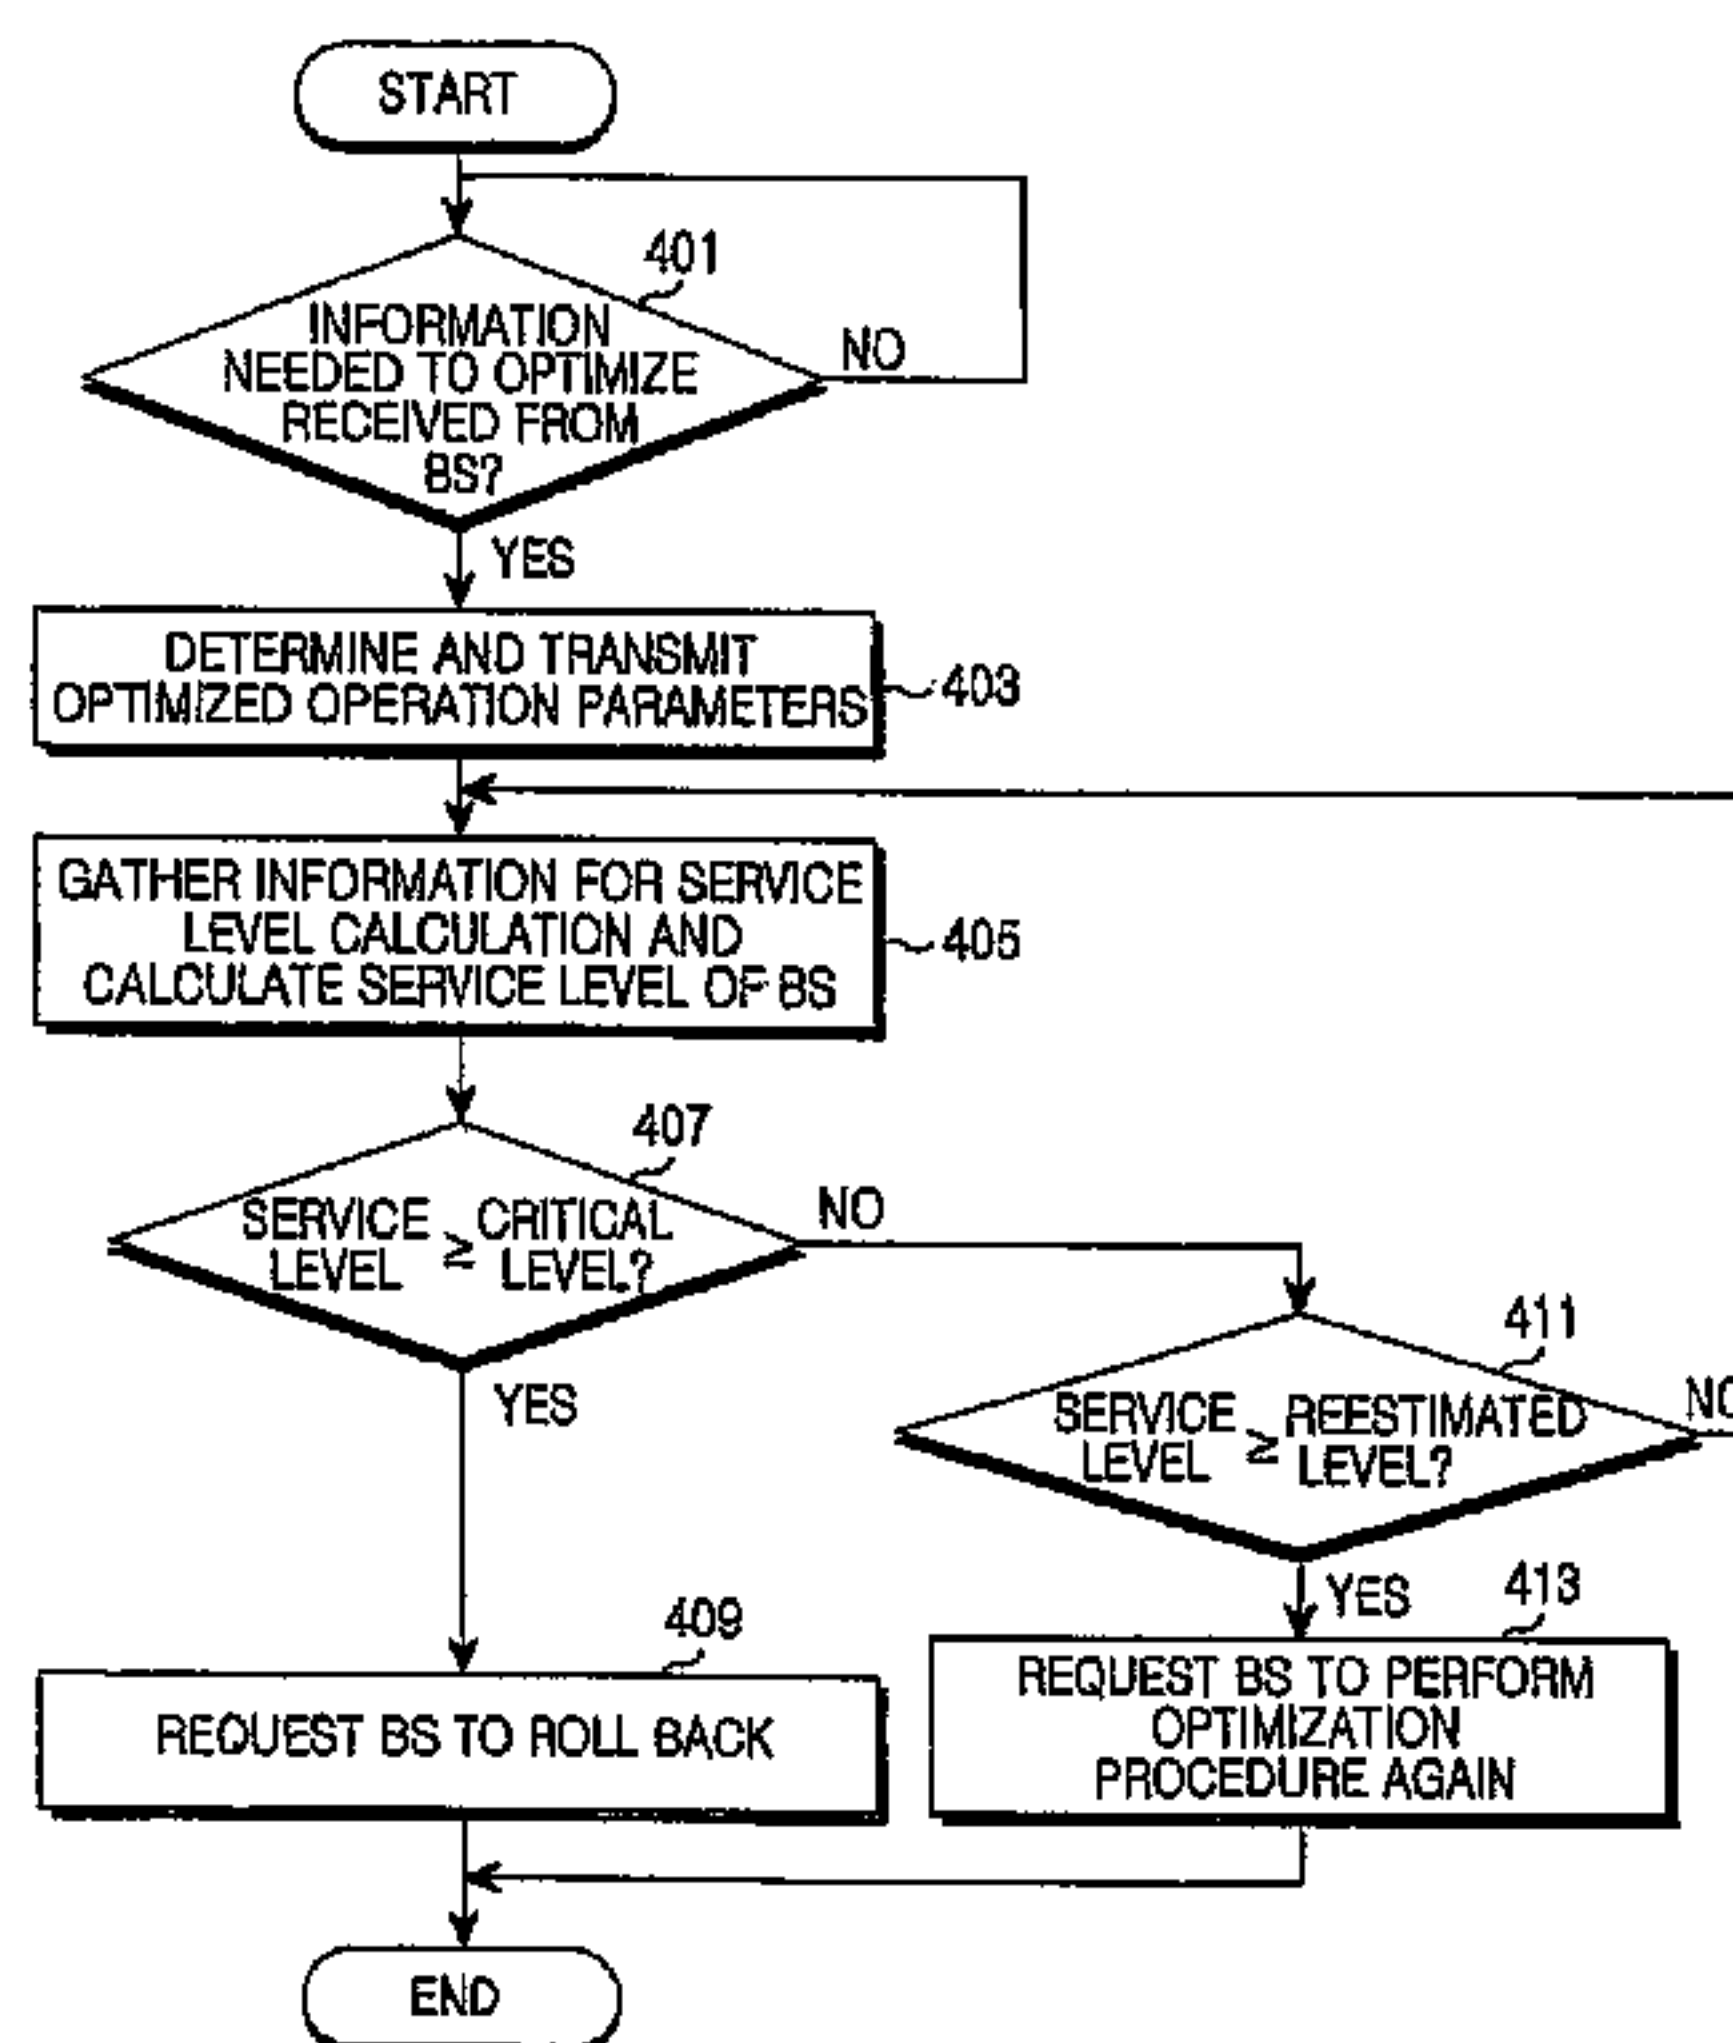 START
401
INFORMATION
NEEDED TO OPTIMIZE
RECEIVED FROM
BS?
NO
YES
DETERMINE AND TRANSMIT
OPTIMIZED OPERATION PARAMETERS
403
GATHER INFORMATION FOR SERVICE
LEVEL CALCULATION AND
CALCULATE SERVICE LEVEL OF BS
405
407
SERVICE LEVEL ≥ CRITICAL LEVEL?
NO
YES
411
SERVICE LEVEL ≥ REESTIMATED LEVEL?
NO
YES
413
REQUEST BS TO PERFORM
OPTIMIZATION
PROCEDURE AGAIN
409
REQUEST BS TO ROLL BACK
END